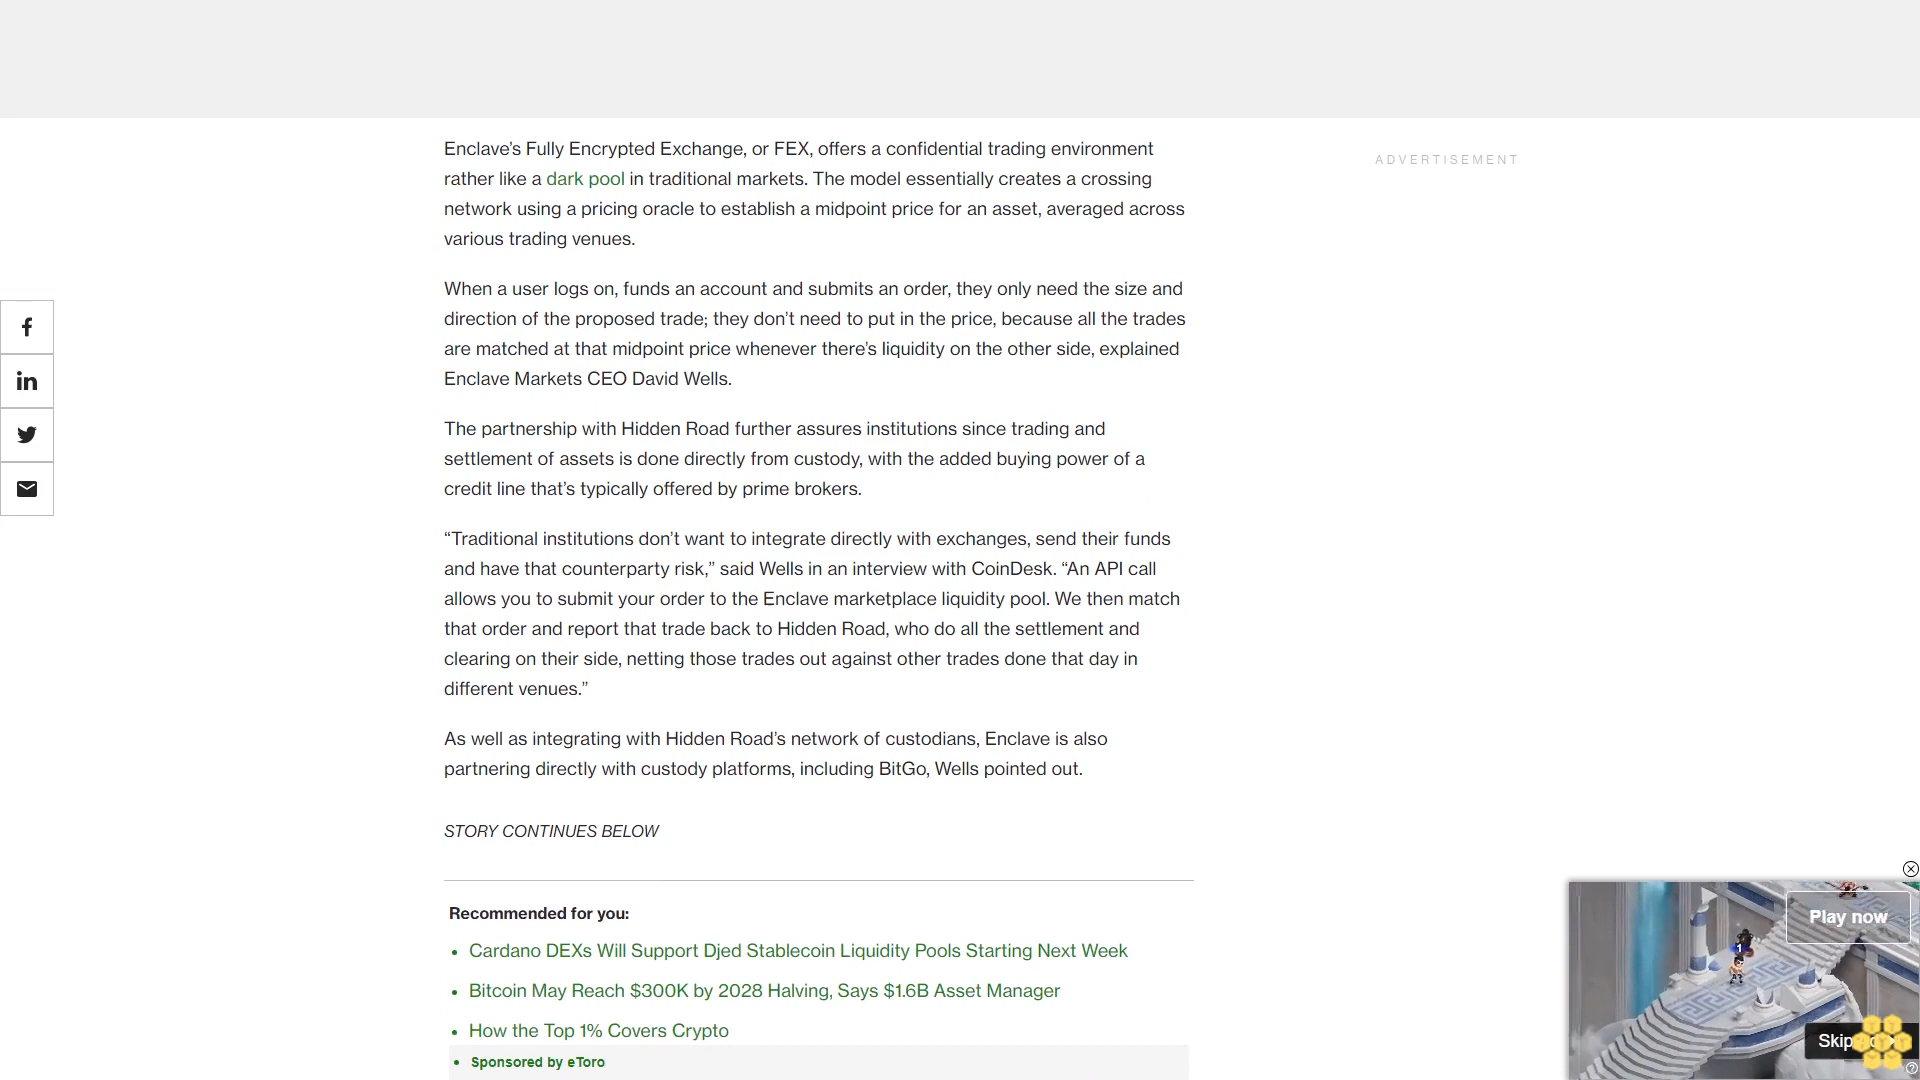 Enclave’s Fully Encrypted Exchange, or FEX, offers a confidential trading environment
rather like a dark pool in traditional markets. The model essentially creates a crossing
network using a pricing oracle to establish a midpoint price for an asset, averaged across
various trading venues.
ADVERTISEMENT
When a user logs on, funds an account and submits an order, they only need the size and
direction of the proposed trade; they don’t need to put in the price, because all the trades
are matched at that midpoint price whenever there’s liquidity on the other side, explained
Enclave Markets CEO David Wells.
The partnership with Hidden Road further assures institutions since trading and
settlement of assets is done directly from custody, with the added buying power of a
credit line that’s typically offered by prime brokers.
“Traditional institutions don’t want to integrate directly with exchanges, send their funds
and have that counterparty risk,” said Wells in an interview with CoinDesk. “An API call
allows you to submit your order to the Enclave marketplace liquidity pool. We then match
that order and report that trade back to Hidden Road, who do all the settlement and
clearing on their side, netting those trades out against other trades done that day in
different venues.”
As well as integrating with Hidden Road’s network of custodians, Enclave is also
partnering directly with custody platforms, including BitGo, Wells pointed out.
STORY CONTINUES BELOW
Recommended for you:
• Cardano DEXs Will Support Djed Stablecoin Liquidity Pools Starting Next Week
• Bitcoin May Reach $300K by 2028 Halving, Says $1.6B Asset Manager
• How the Top 1% Covers Crypto
• Sponsored by eToro
Play now
1
Skip